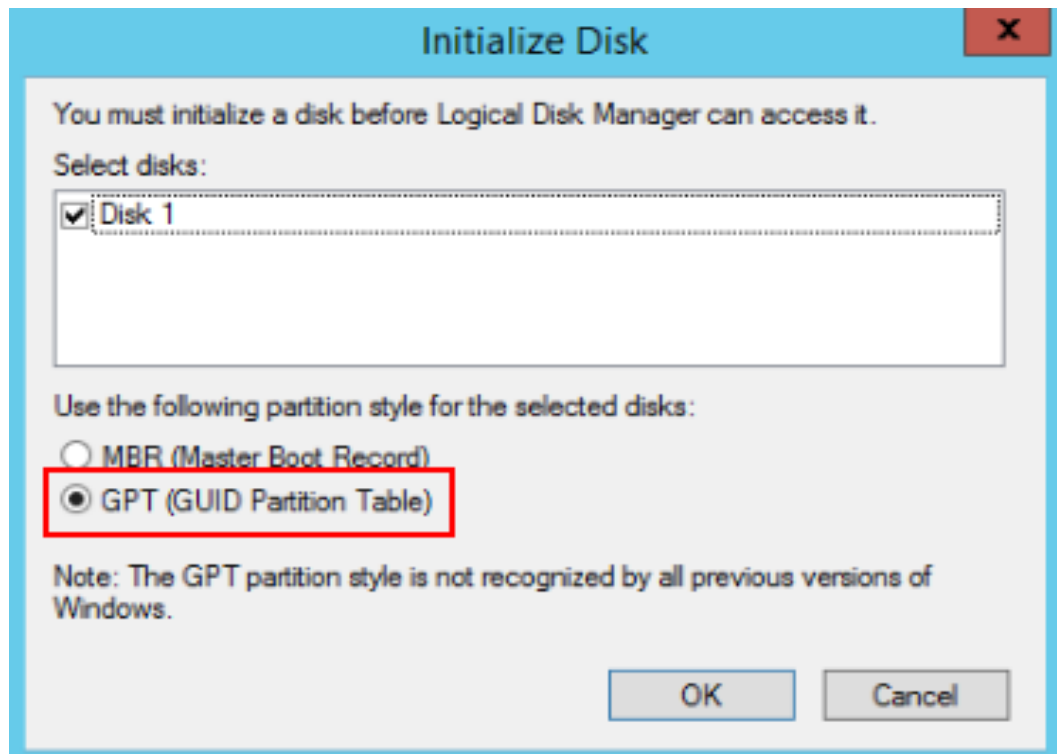 Initialize Disk
x
You must initialize a disk before Logical Disk Manager can access it.
Select disks:
Disk 1
Use the following partition style for the selected disks:
MBR (Master Boot Record)
GPT (GUID Partition Table)
Note: The GPT partition style is not recognized by all previous versions of
Windows.
OK
Cancel